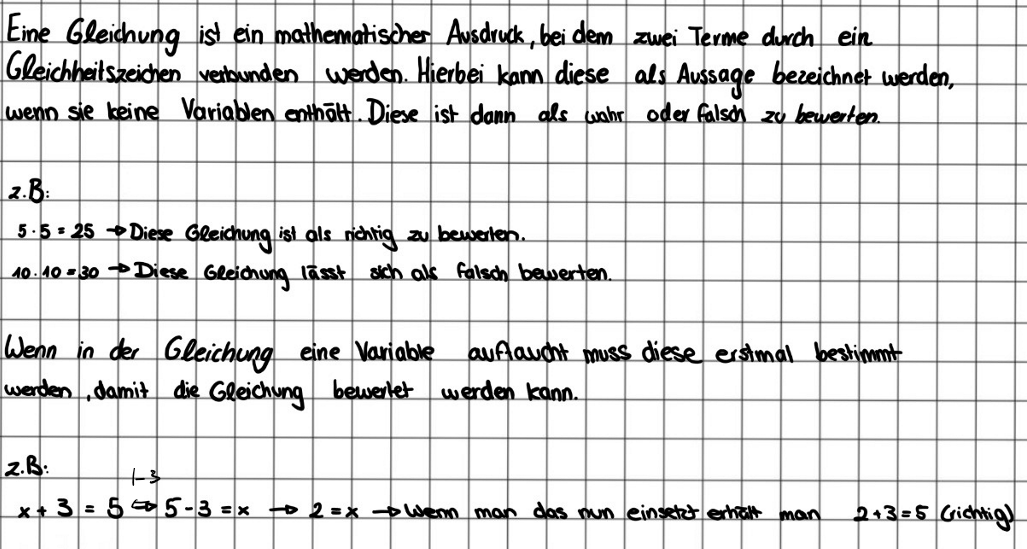 Eine Gleichung ist ein mathematischer Ausdruck, bei dem zwei Terme durch ein
Gleichheitszeichen verbunden werden. Hierbei kann diese als Aussage bezeichnet werden,
wenn sie keine Variablen enthält. Diese ist dann als wahr oder falsch zu bewerten.
z.B:
5·5=25 → Diese Gleichung ist als richtig zu bewerten.
10·10=30 → Diese Gleichung lässt sich als falsch bewerten.
Wenn in der Gleichung eine Variable auftaucht muss diese erstmal bestimmt
werden, damit die Gleichung bewertet werden kann.
z.B:
|-3
x+3=5 ⇔ 5-3=x → 2=x → Wenn man das nun einsetzt erhält man 2+3=5 (richtig)